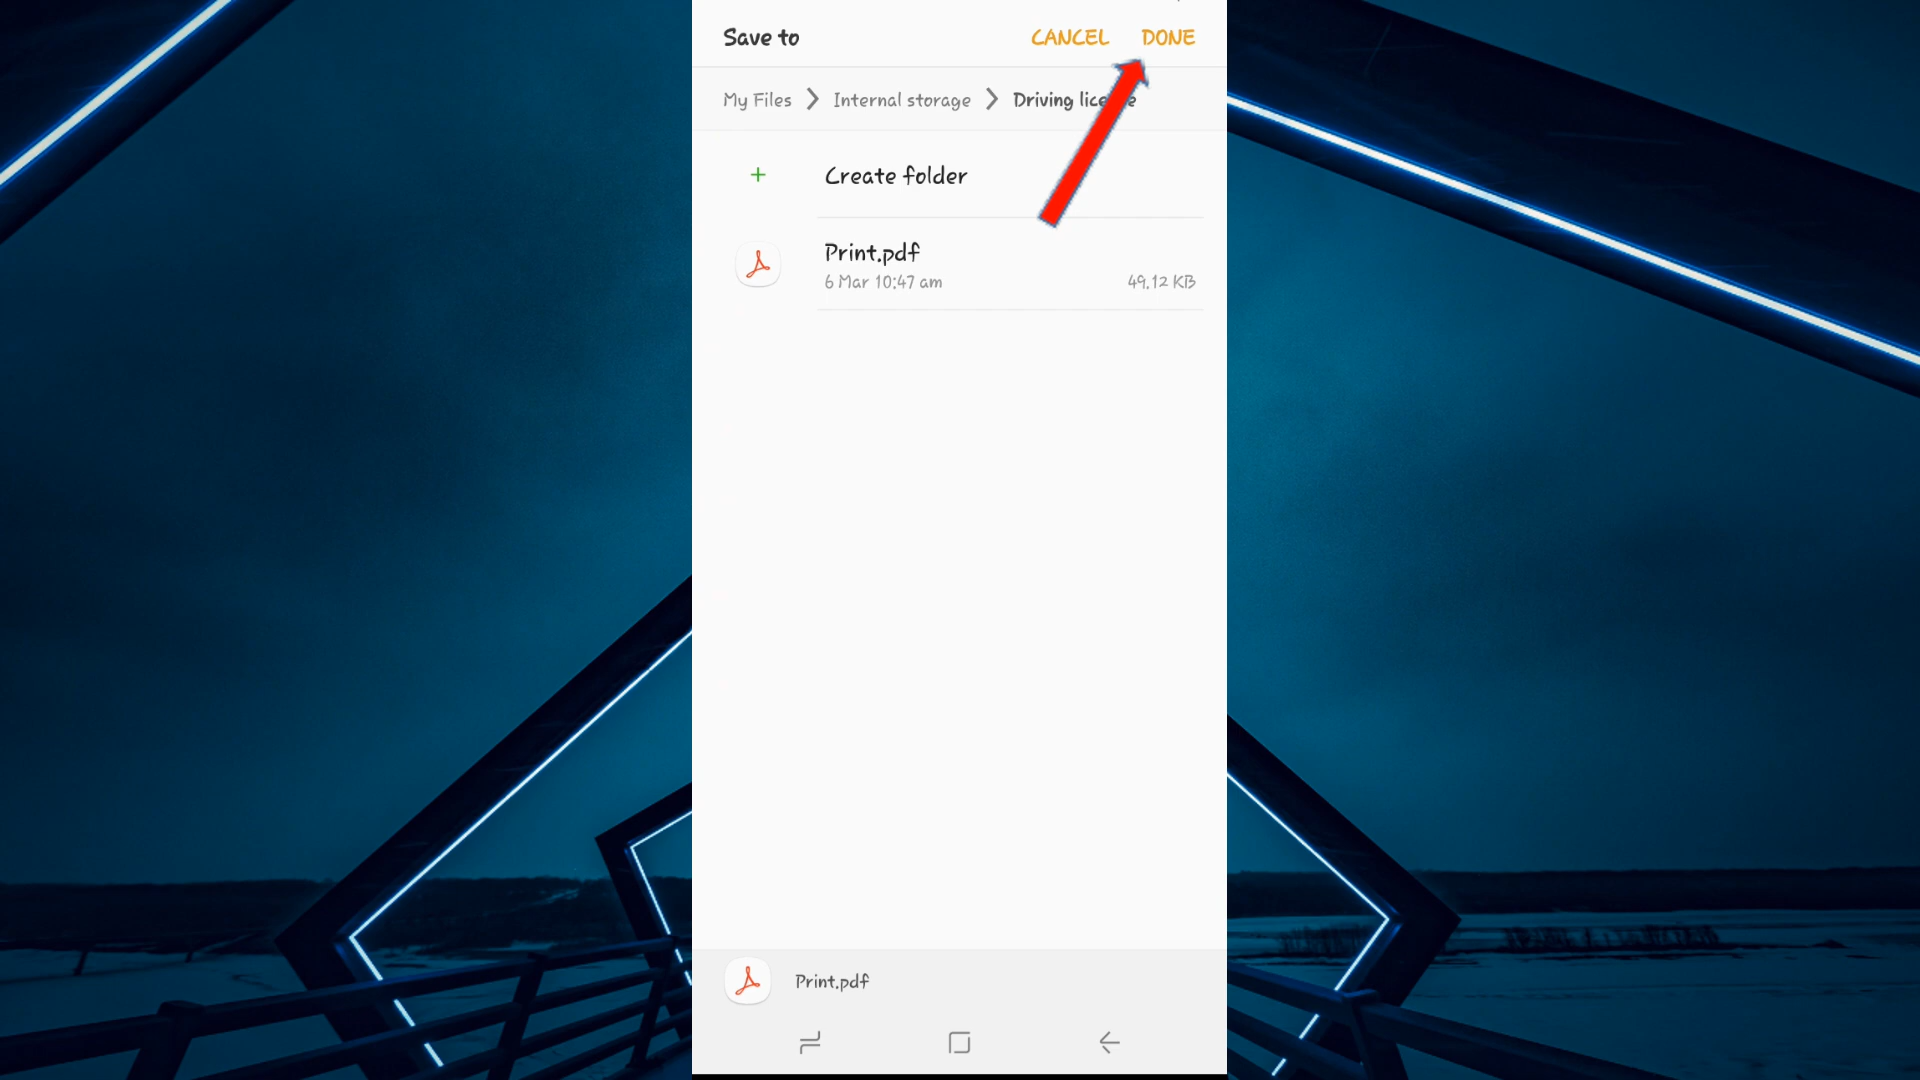 Save to CANCEL DONE
My Files > Internal storage > Driving lice e
+ Create folder
Print.pdf
6 Mar 10:47 am 49.12 KB
Print.pdf